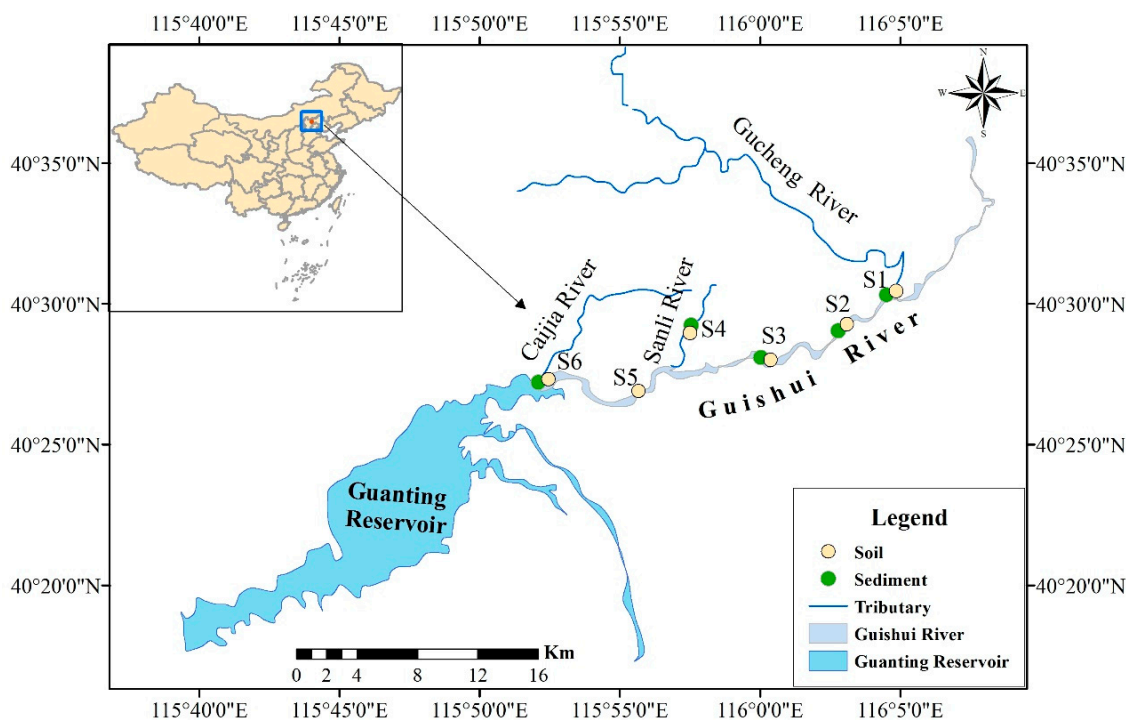 115°40'0"E 115°45'0"E 115°50'0"E 115°55'0"E 116°0'0"E 116°5'0"E
N
W E
S
40°35'0"N 40°35'0"N
Gucheng River
40°30'0"N 40°30'0"N
Caijia River
Sanli River
S1
S2
S3
S4
S5
S6
Guishui River
40°25'0"N 40°25'0"N
Guanting
Reservoir
40°20'0"N 40°20'0"N
Legend
Soil
Sediment
Tributary
Guishui River
Guanting Reservoir
Km
0 2 4 8 12 16
115°40'0"E 115°45'0"E 115°50'0"E 115°55'0"E 116°0'0"E 116°5'0"E